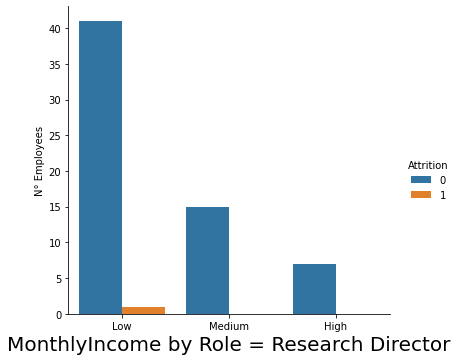 40
35
30
25
20
15
10
5
0
N° Employees
Low Medium High
MonthlyIncome by Role = Research Director
Attrition
0
1